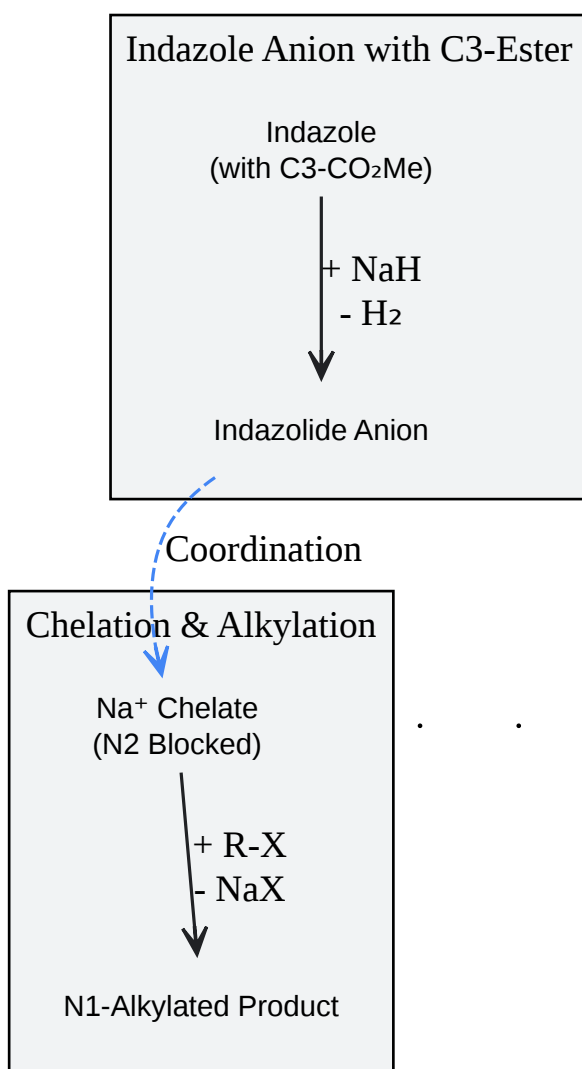 Indazole Anion with C3-Ester
Indazole
(with C3-CO₂Me)
+ NaH
- H₂
Indazolide Anion
Coordination
Chelation & Alkylation
Na⁺ Chelate
(N2 Blocked)
. .
+ R-X
- NaX
N1-Alkylated Product